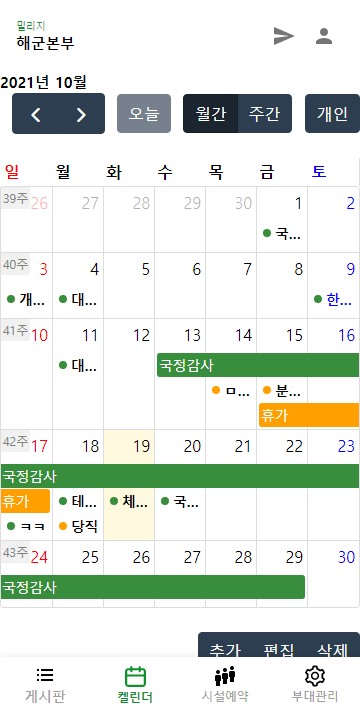 밀리지
해군본부
2021년 10월
오늘 월간 주간 개인
일 월 화 수 목 금 토
39주 26 27 28 29 30 1 2
국...
40주 3 4 5 6 7 8 9
개... 대... 한...
41주 10 11 12 13 14 15 16
대... 국정감사
ㅁ... 분...
휴가
42주 17 18 19 20 21 22 23
국정감사
휴가 테... 체... 국...
ㅋㅋ 당직
43주 24 25 26 27 28 29 30
국정감사
추가 편집 삭제
게시판 켈린더 시설예약 부대관리